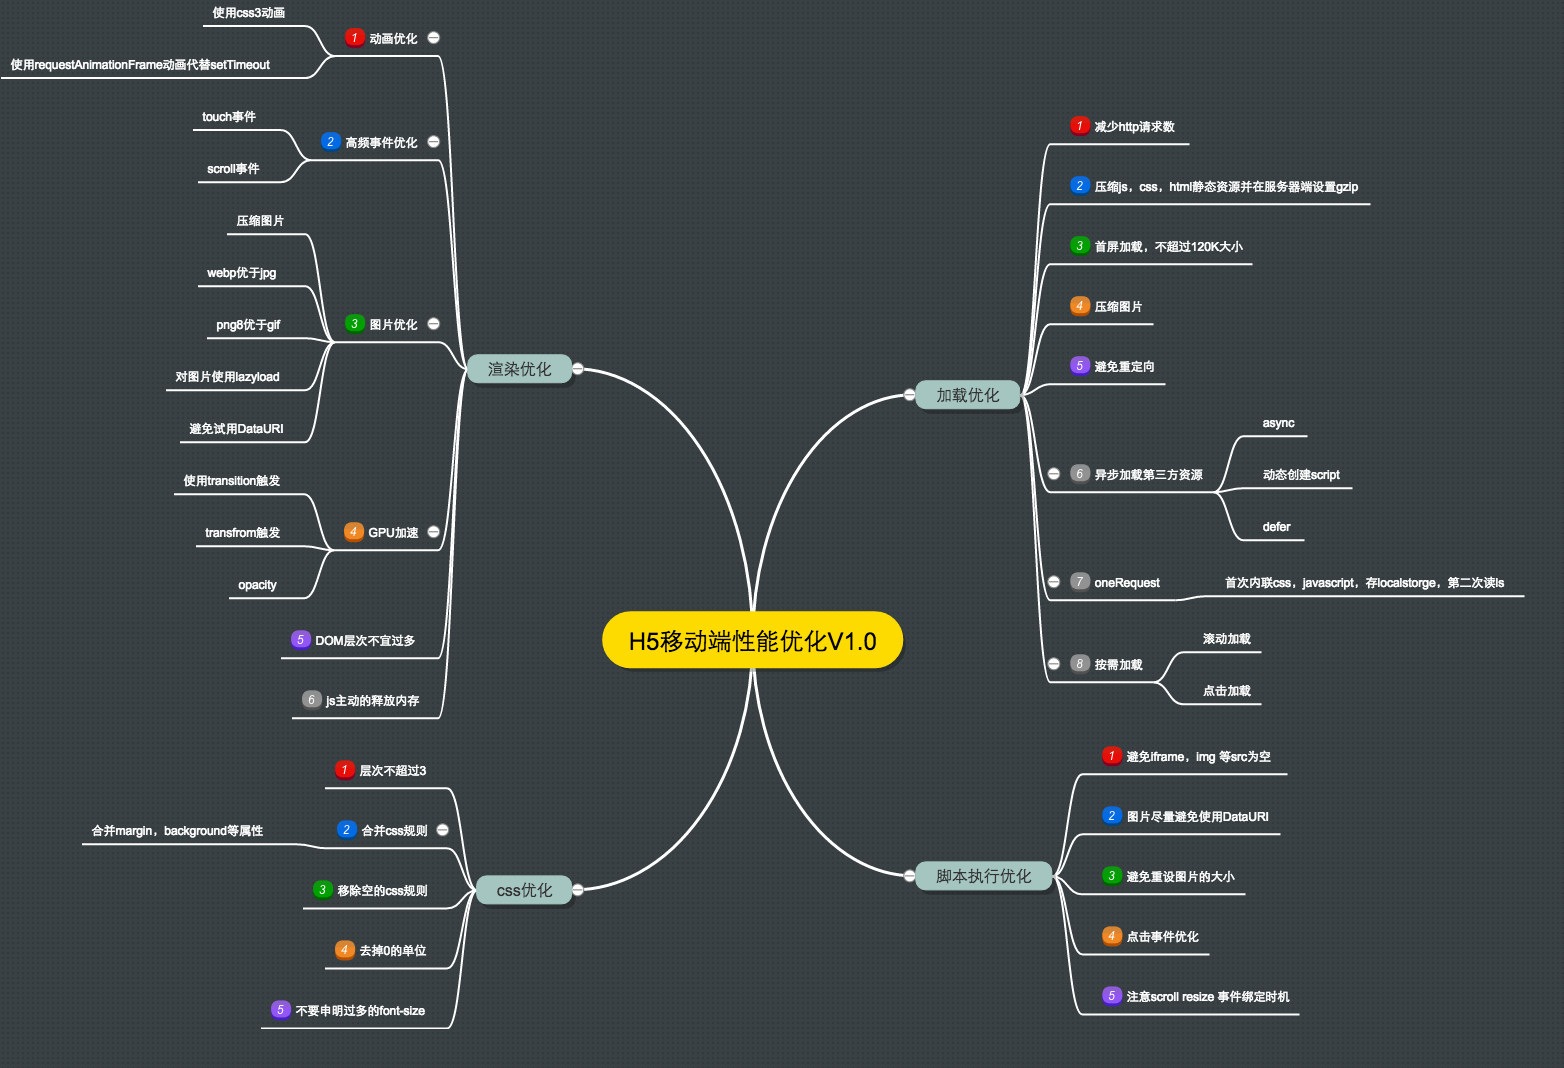 H5移动端性能优化V1.0
渲染优化
1 动画优化
使用css3动画
使用requestAnimationFrame动画代替setTimeout
2 高频事件优化
touch事件
scroll事件
3 图片优化
压缩图片
webp优于jpg
png8优于gif
对图片使用lazyload
避免试用DataURI
4 GPU加速
使用transition触发
transfrom触发
opacity
5 DOM层次不宜过多
6 js主动的释放内存
css优化
1 层次不超过3
2 合并css规则
合并margin，background等属性
3 移除空的css规则
4 去掉0的单位
5 不要申明过多的font-size
加载优化
1 减少http请求数
2 压缩js，css，html静态资源并在服务器端设置gzip
3 首屏加载，不超过120K大小
4 压缩图片
5 避免重定向
6 异步加载第三方资源
async
动态创建script
defer
7 oneRequest
首次内联css，javascript，存localstorge，第二次读ls
8 按需加载
滚动加载
点击加载
脚本执行优化
1 避免iframe，img 等src为空
2 图片尽量避免使用DataURI
3 避免重设图片的大小
4 点击事件优化
5 注意scroll resize 事件绑定时机